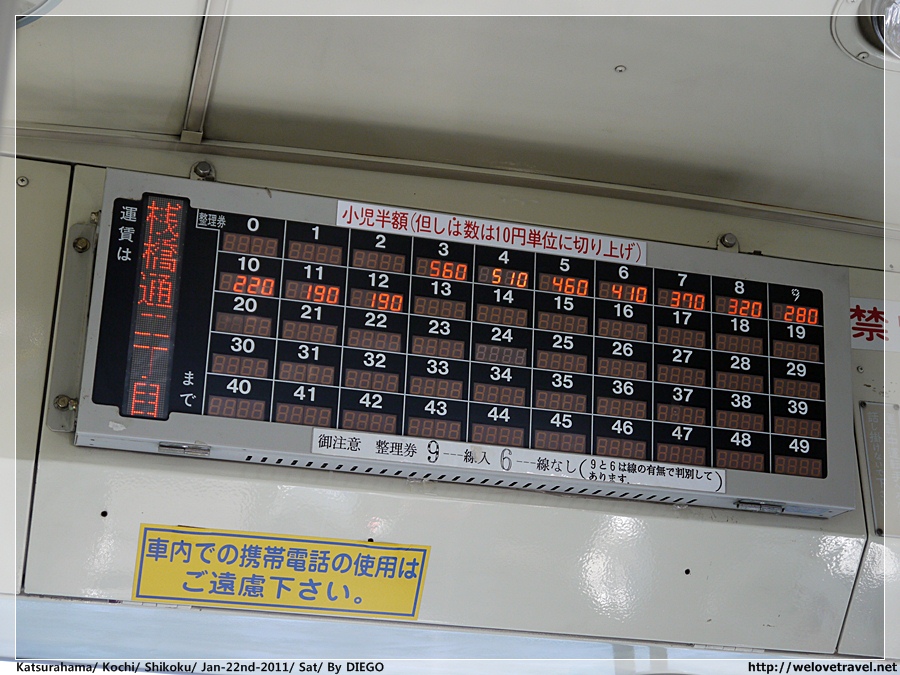 小児半額(但しは数は10円単位に切り上げ)
運賃は
桟橋通二丁目
まで
整理券
0 1 2 3 4 5 6 7 8 9
560 510 460 410 370 320 280
10 11 12 13 14 15 16 17 18 19
220 190 190
20 21 22 23 24 25 26 27 28 29
30 31 32 33 34 35 36 37 38 39
40 41 42 43 44 45 46 47 48 49
御注意 整理券 9---線入 6---線なし(9と6は線の有無で判別して
あります.
禁
車内での携帯電話の使用は
ご遠慮下さい。
Katsurahama/ Kochi/ Shikoku/ Jan-22nd-2011/ Sat/ By DIEGO
http://welovetravel.net